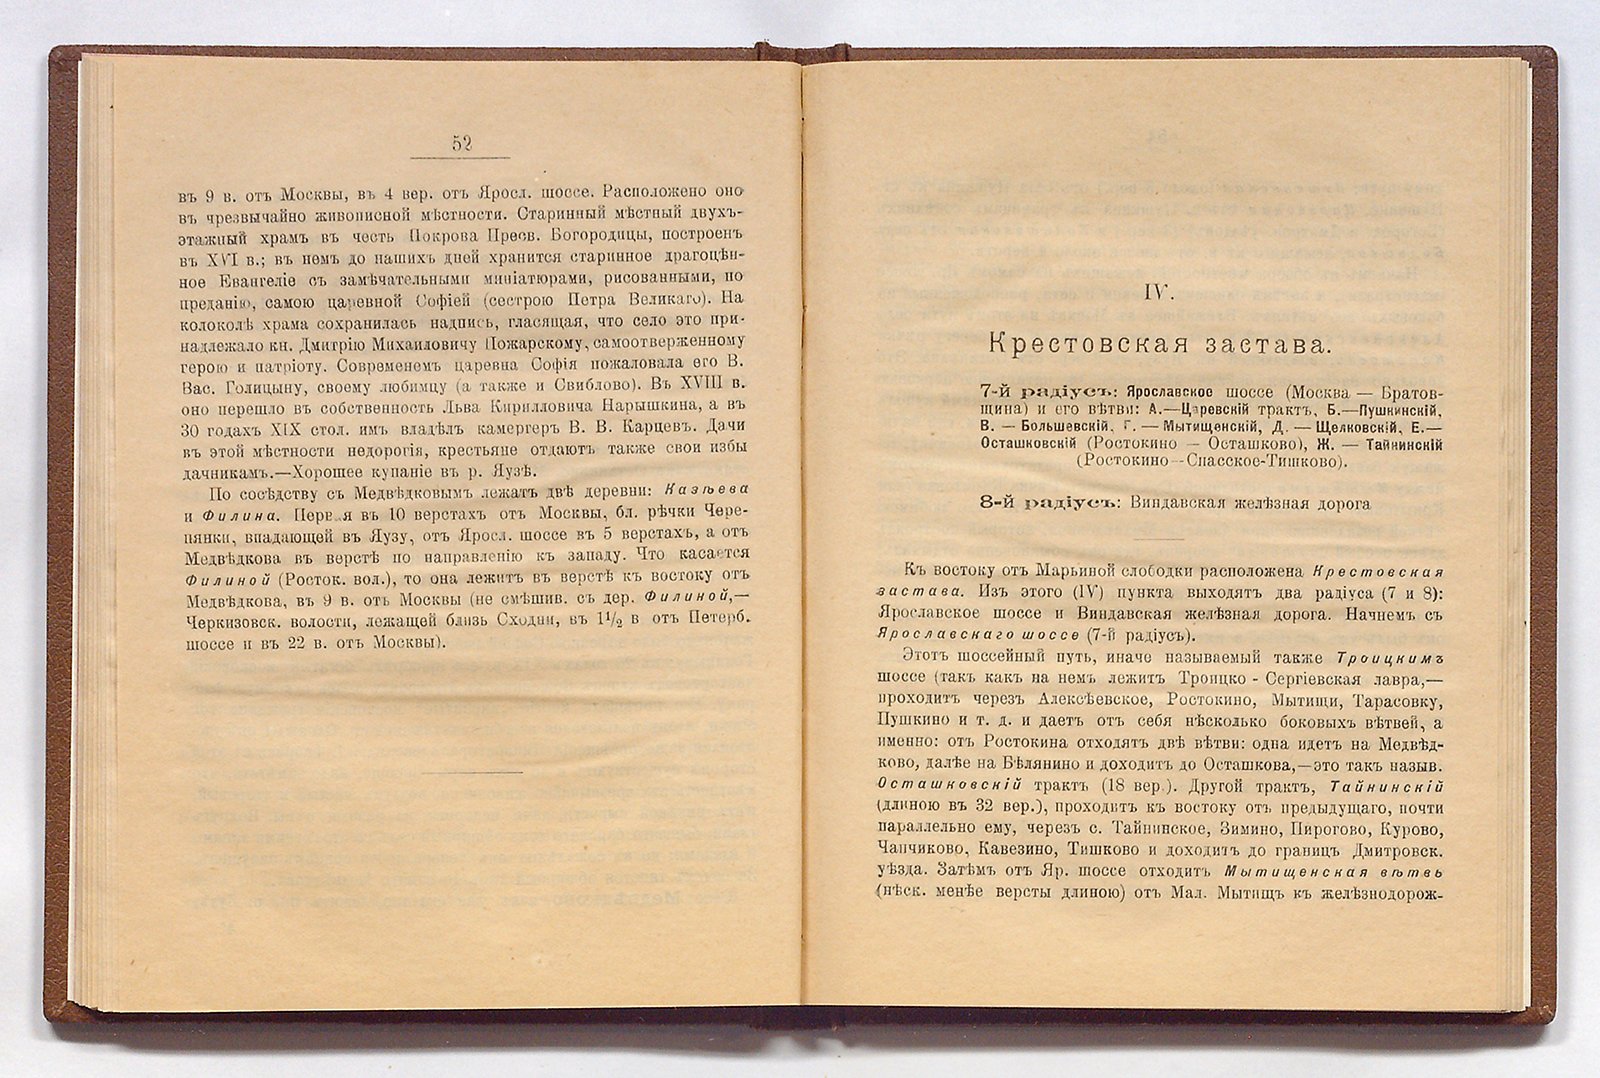 52
въ 9 в. отъ Москвы, въ 4 вер. отъ Яросл. шоссе. Расположено оно
въ чрезвычайно живописной мѣстности. Старинный мѣстный двухъ-
этажный храмъ въ честь Покрова Пресв. Богородицы, построенъ
въ XVI в.; въ немъ до нашихъ дней хранится старинное драгоцѣн-
ное Евангеліе съ замѣчательными миніатюрами, рисованными, по
преданію, самою царевной Софіей (сестрою Петра Великаго). На
колоколѣ храма сохранилась надпись, гласящая, что село это при-
надлежало кн. Дмитрію Михаиловичу Пожарскому, самоотверженному
герою и патріоту. Современемъ царевна Софія пожаловала его В.
Вас. Голицыну, своему любимцу (а также и Свиблово). Въ XVIII в.
оно перешло въ собственность Льва Кирилловича Нарышкина, а въ
30 годахъ XIX стол. имъ владѣлъ камергеръ В. В. Карцевъ. Дачи
въ этой мѣстности недорогія, крестьяне отдаютъ также свои избы
дачникамъ.—Хорошее купаніе въ р. Яузѣ.
По сосѣдству съ Медвѣдковымъ лежатъ двѣ деревни: Казѣева
и Филина. Первая въ 10 верстахъ отъ Москвы, бл. рѣчки Чере-
пянки, впадающей въ Яузу, отъ Яросл. шоссе въ 5 верстахъ, а отъ
Медвѣдкова въ верстѣ по направленію къ западу. Что касается
Филиной (Росток. вол.), то она лежитъ въ верстѣ къ востоку отъ
Медвѣдкова, въ 9 в. отъ Москвы (не смѣшив. съ дер. Филиной,—
Черкизовск. волости, лежащей близь Сходни, въ 1½ в отъ Петерб.
шоссе и въ 22 в. отъ Москвы).
IV.
Крестовская застава.
7-й радіусъ: Ярославское шоссе (Москва — Братов-
щина) и его вѣтви: А.—Царевскій трактъ, Б.—Пушкинскій,
В. — Большевскій, Г. — Мытищенскій, Д. — Щелковскій, Е.—
Осташковскій (Ростокино — Осташково), Ж. — Тайнинскій
(Ростокино—Спасское-Тишково).
8-й радіусъ: Виндавская желѣзная дорога
Къ востоку отъ Марьиной слободки расположена Крестовская
застава. Изъ этого (IV) пункта выходятъ два радіуса (7 и 8):
Ярославское шоссе и Виндавская желѣзная дорога. Начнемъ съ
Ярославскаго шоссе (7-й радіусъ).
Этотъ шоссейный путь, иначе называемый также Троицкимъ
шоссе (такъ какъ на немъ лежитъ Троицко - Сергіевская лавра,—
проходитъ черезъ Алексѣевское, Ростокино, Мытищи, Тарасовку,
Пушкино и т. д. и даетъ отъ себя нѣсколько боковыхъ вѣтвей, а
именно: отъ Ростокина отходятъ двѣ вѣтви: одна идетъ на Медвѣд-
ково, далѣе на Бѣлянино и доходитъ до Осташкова,—это такъ назыв.
Осташковскій трактъ (18 вер.). Другой трактъ, Тайнинскій
(длиною въ 32 вер.), проходитъ къ востоку отъ предыдущаго, почти
параллельно ему, черезъ с. Тайнинское, Зимино, Пирогово, Курово,
Чапчиково, Кавезино, Тишково и доходитъ до границъ Дмитровск.
уѣзда. Затѣмъ отъ Яр. шоссе отходитъ Мытищенская вѣтвь
(нѣск. менѣе версты длиною) отъ Мал. Мытищъ къ желѣзнодорож-